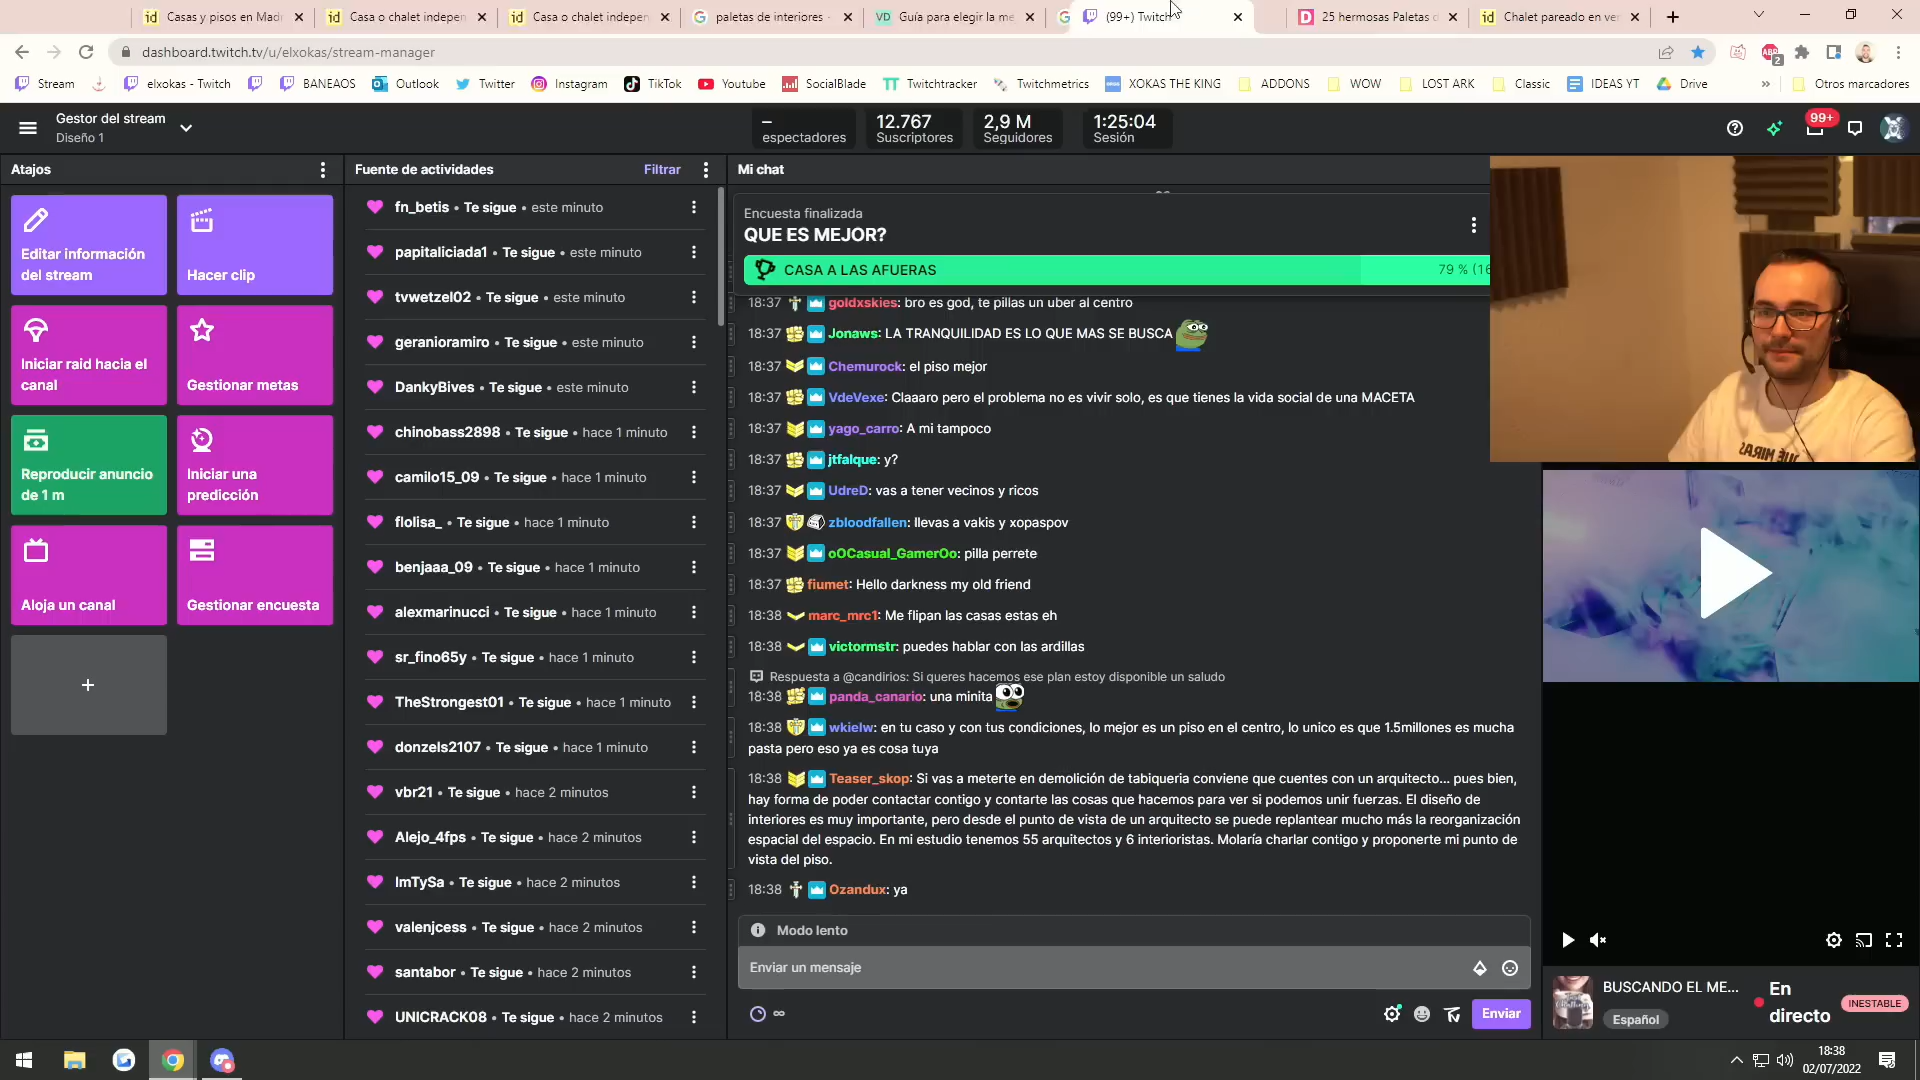 Casas y pisos en Madr
Casa o chalet indepen
Casa o chalet indepen
paletas de interiores -
VD
Guía para elegir la me
(99+) Twitch
D
25 hermosas Paletas d
Chalet pareado en ven
dashboard.twitch.tv/u/elxokas/stream-manager
2
Stream
elxokas - Twitch
BANEAOS
Outlook
Twitter
Instagram
TikTok
Youtube
SocialBlade
Twitchtracker
Twitchmetrics
XOKAS THE KING
ADDONS
WOW
LOST ARK
Classic
IDEAS YT
Drive
Otros marcadores
Gestor del stream
Diseño 1
–
espectadores
12.767
Suscriptores
2,9 M
Seguidores
1:25:04
Sesión
99+
Atajos
Fuente de actividades
Filtrar
Mi chat
Editar información
del stream
Hacer clip
Iniciar raid hacia el
canal
Gestionar metas
Reproducir anuncio
de 1 m
Iniciar una
predicción
Aloja un canal
Gestionar encuesta
+
fn_betis • Te sigue • este minuto
papitaliciada1 • Te sigue • este minuto
tvwetzel02 • Te sigue • este minuto
geranioramiro • Te sigue • este minuto
DankyBives • Te sigue • este minuto
chinobass2898 • Te sigue • hace 1 minuto
camilo15_09 • Te sigue • hace 1 minuto
flolisa_ • Te sigue • hace 1 minuto
benjaaa_09 • Te sigue • hace 1 minuto
alexmarinucci • Te sigue • hace 1 minuto
sr_fino65y • Te sigue • hace 1 minuto
TheStrongest01 • Te sigue • hace 1 minuto
donzels2107 • Te sigue • hace 1 minuto
vbr21 • Te sigue • hace 2 minutos
Alejo_4fps • Te sigue • hace 2 minutos
ImTySa • Te sigue • hace 2 minutos
valenjcess • Te sigue • hace 2 minutos
santabor • Te sigue • hace 2 minutos
UNICRACK08 • Te sigue • hace 2 minutos
Encuesta finalizada
QUE ES MEJOR?
CASA A LAS AFUERAS
79 % (16
18:37 goldxskies: bro es god, te pillas un uber al centro
18:37 Jonaws: LA TRANQUILIDAD ES LO QUE MAS SE BUSCA
18:37 Chemurock: el piso mejor
18:37 VdeVexe: Claaaro pero el problema no es vivir solo, es que tienes la vida social de una MACETA
18:37 yago_carro: A mi tampoco
18:37 jtfalque: y?
18:37 UdreD: vas a tener vecinos y ricos
18:37 zbloodfallen: llevas a vakis y xopaspov
18:37 oOCasual_GamerOo: pilla perrete
18:37 fiumet: Hello darkness my old friend
18:38 marc_mrc1: Me flipan las casas estas eh
18:38 victormstr: puedes hablar con las ardillas
Respuesta a @candirios: Si queres hacemos ese plan estoy disponible un saludo
18:38 panda_canario: una minita
18:38 wkielw: en tu caso y con tus condiciones, lo mejor es un piso en el centro, lo unico es que 1.5millones es mucha
pasta pero eso ya es cosa tuya
18:38 Teaser_skop: Si vas a meterte en demolición de tabiqueria conviene que cuentes con un arquitecto... pues bien,
hay forma de poder contactar contigo y contarte las cosas que hacemos para ver si podemos unir fuerzas. El diseño de
interiores es muy importante, pero desde el punto de vista de un arquitecto se puede replantear mucho más la reorganización
espacial del espacio. En mi estudio tenemos 55 arquitectos y 6 interioristas. Molaría charlar contigo y proponerte mi punto de
vista del piso.
18:38 Ozandux: ya
Modo lento
Enviar un mensaje
Enviar
BUSCANDO EL ME...
Español
En
directo
INESTABLE
18:38
02/07/2022